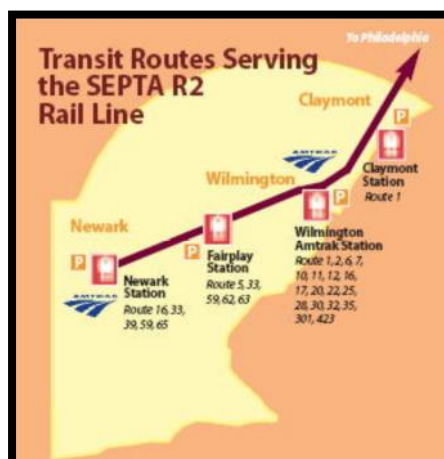 To Philadelphia
Transit Routes Serving
the SEPTA R2
Rail Line
Claymont
P
AMTRAK
Claymont
Station
Route 1
Wilmington
P
Wilmington
Amtrak Station
Route 1, 2, 6, 7,
10, 11, 12, 16,
17, 20, 22, 25,
28, 30, 32, 35,
301, 423
P
Fairplay
Station
Route 5, 33,
59, 62, 63
Newark
P
AMTRAK
Newark
Station
Route 16, 33,
39, 59, 65